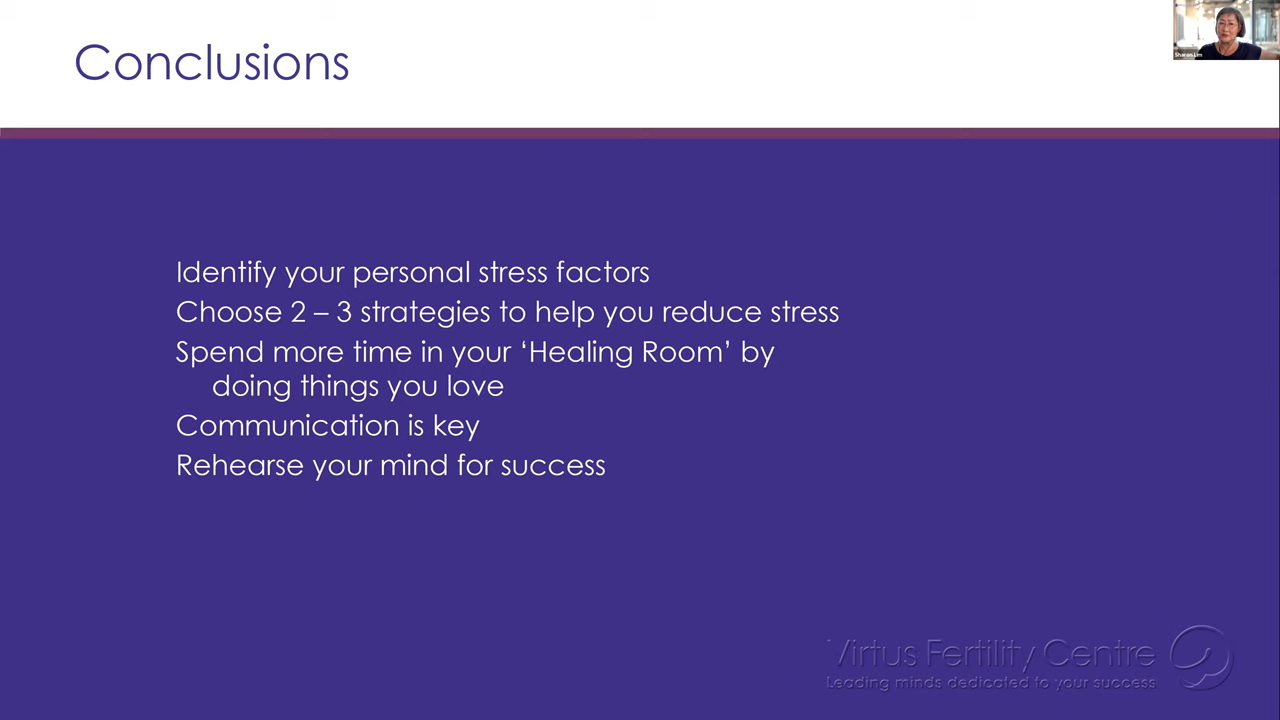 Conclusions
Sharon Lim
Identify your personal stress factors
Choose 2 – 3 strategies to help you reduce stress
Spend more time in your ‘Healing Room’ by
doing things you love
Communication is key
Rehearse your mind for success
Virtus Fertility Centre
Leading minds dedicated to your success